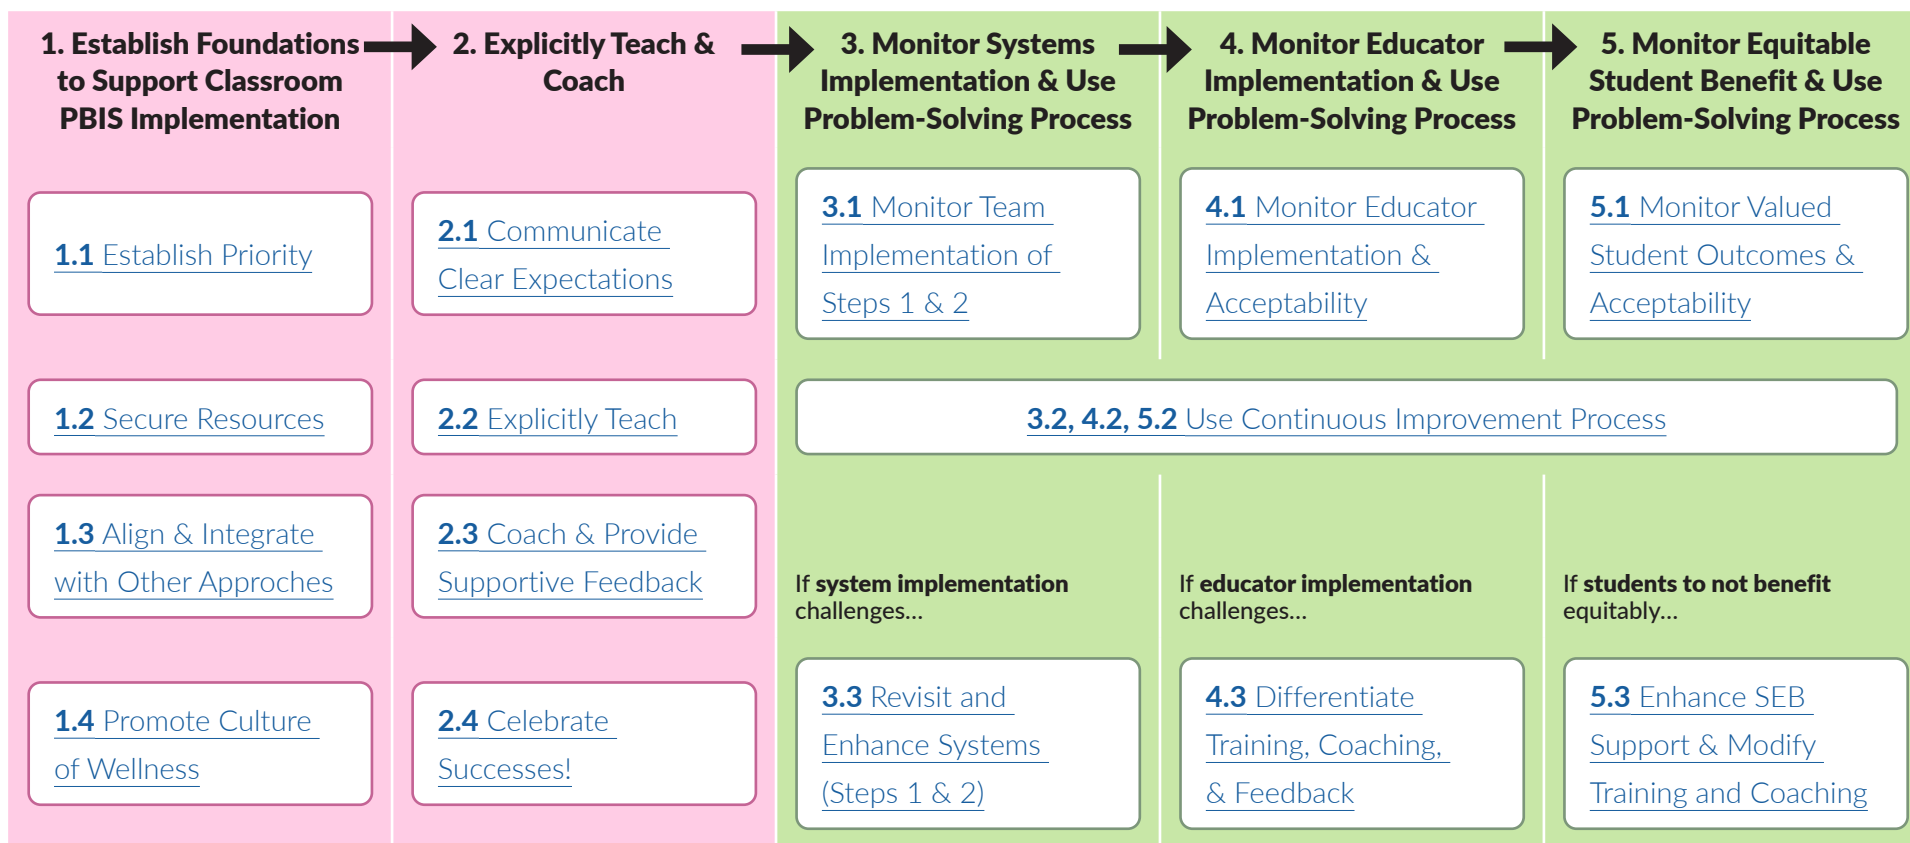 1. Establish Foundations
to Support Classroom
PBIS Implementation
1.1 Establish Priority
1.2 Secure Resources
1.3 Align & Integrate
with Other Approches
1.4 Promote Culture
of Wellness
2. Explicitly Teach &
Coach
2.1 Communicate
Clear Expectations
2.2 Explicitly Teach
2.3 Coach & Provide
Supportive Feedback
2.4 Celebrate
Successes!
3. Monitor Systems
Implementation & Use
Problem-Solving Process
3.1 Monitor Team
Implementation of
Steps 1 & 2
4. Monitor Educator
Implementation & Use
Problem-Solving Process
4.1 Monitor Educator
Implementation &
Acceptability
5. Monitor Equitable
Student Benefit & Use
Problem-Solving Process
5.1 Monitor Valued
Student Outcomes &
Acceptability
3.2, 4.2, 5.2 Use Continuous Improvement Process
If system implementation
challenges...
3.3 Revisit and
Enhance Systems
(Steps 1 & 2)
If educator implementation
challenges...
4.3 Differentiate
Training, Coaching,
& Feedback
If students to not benefit
equitably...
5.3 Enhance SEB
Support & Modify
Training and Coaching